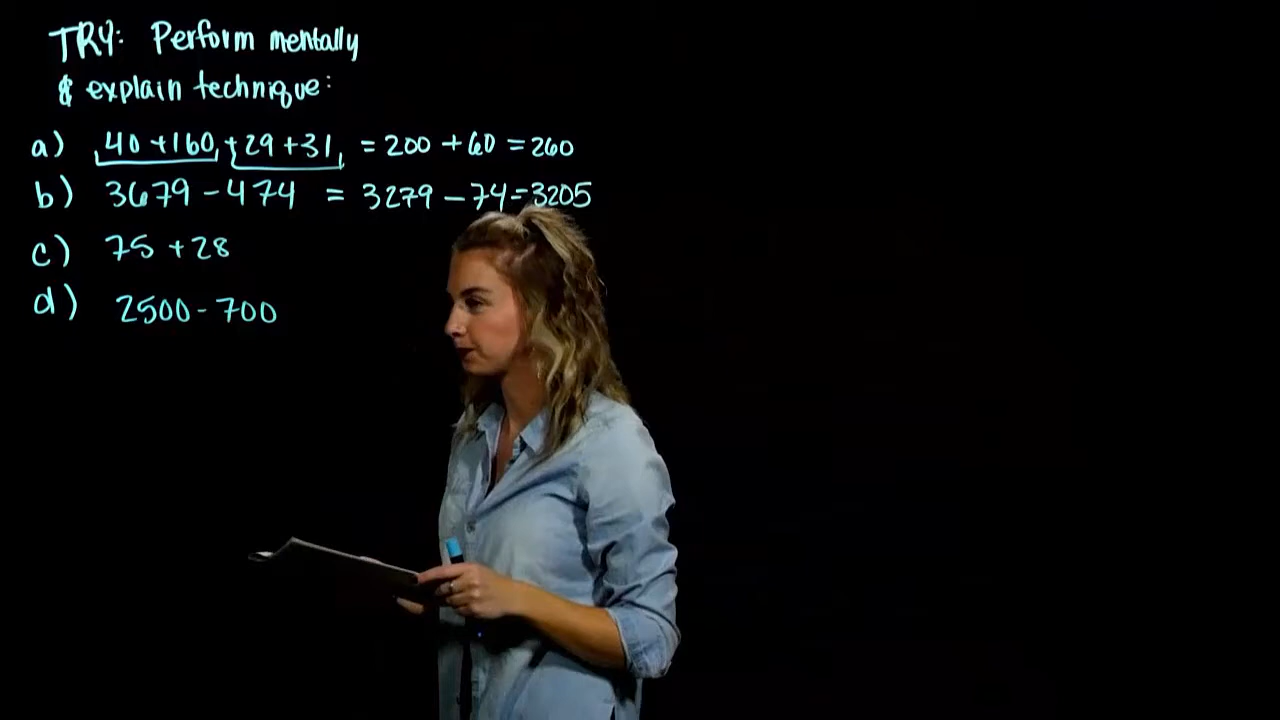 TRY: Perform mentally
& explain technique:
a) 40 + 160 + 29 + 31 = 200 + 60 = 260
b) 3679 - 474 = 3279 - 74 = 3205
c) 75 + 28
d) 2500 - 700